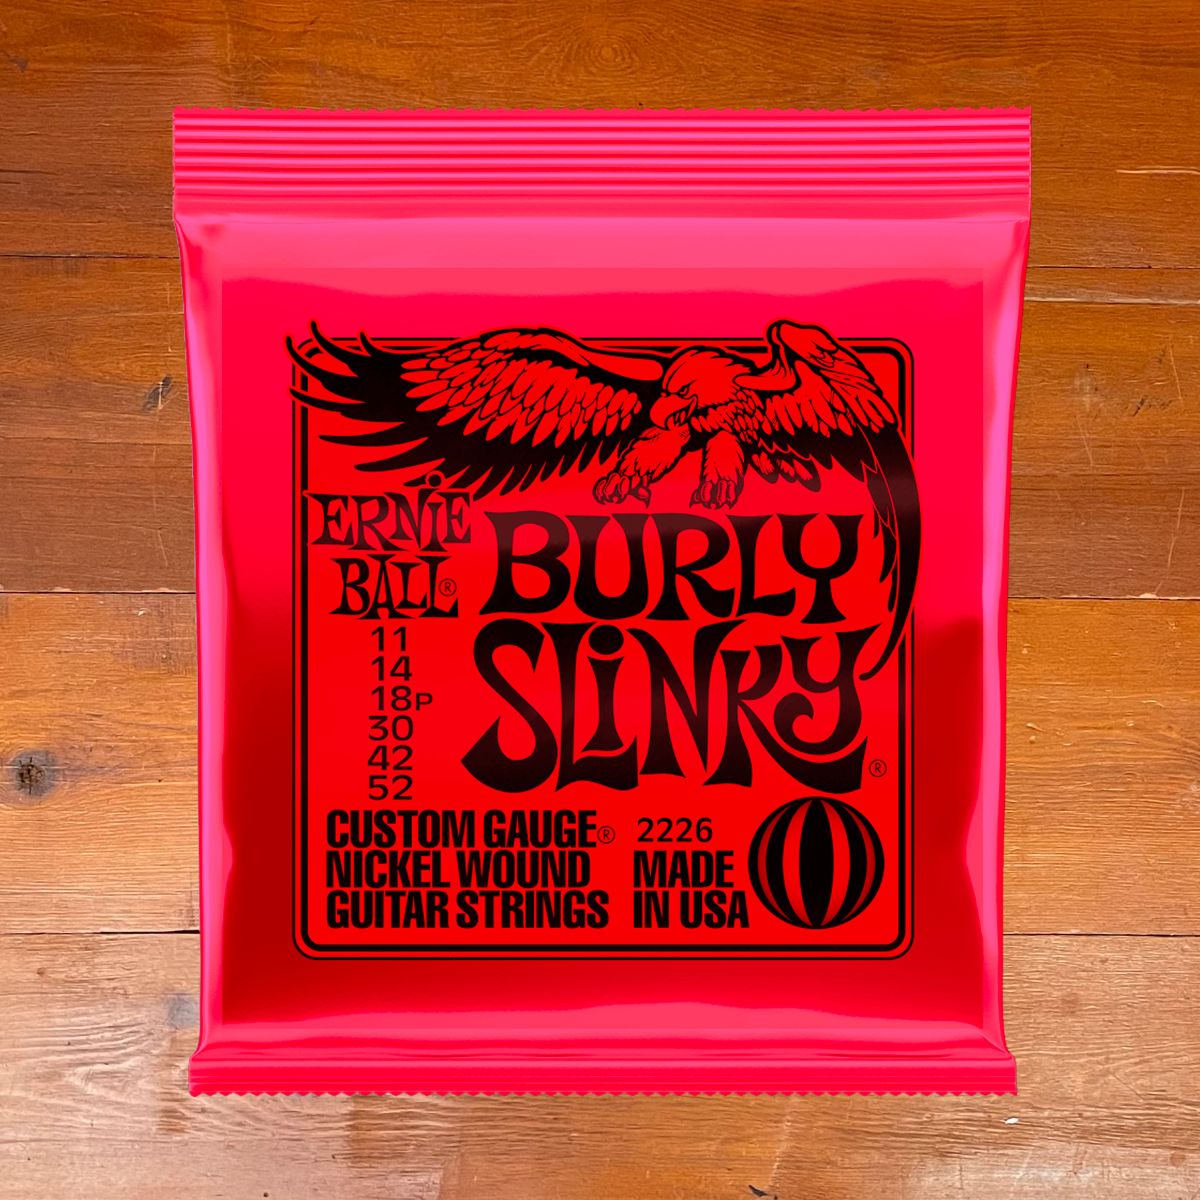 ERNiE
BALL®
BURLY
SLiNKY®
11
14
18P
30
42
52
CUSTOM GAUGE®
NICKEL WOUND
GUITAR STRINGS
2226
MADE
IN USA